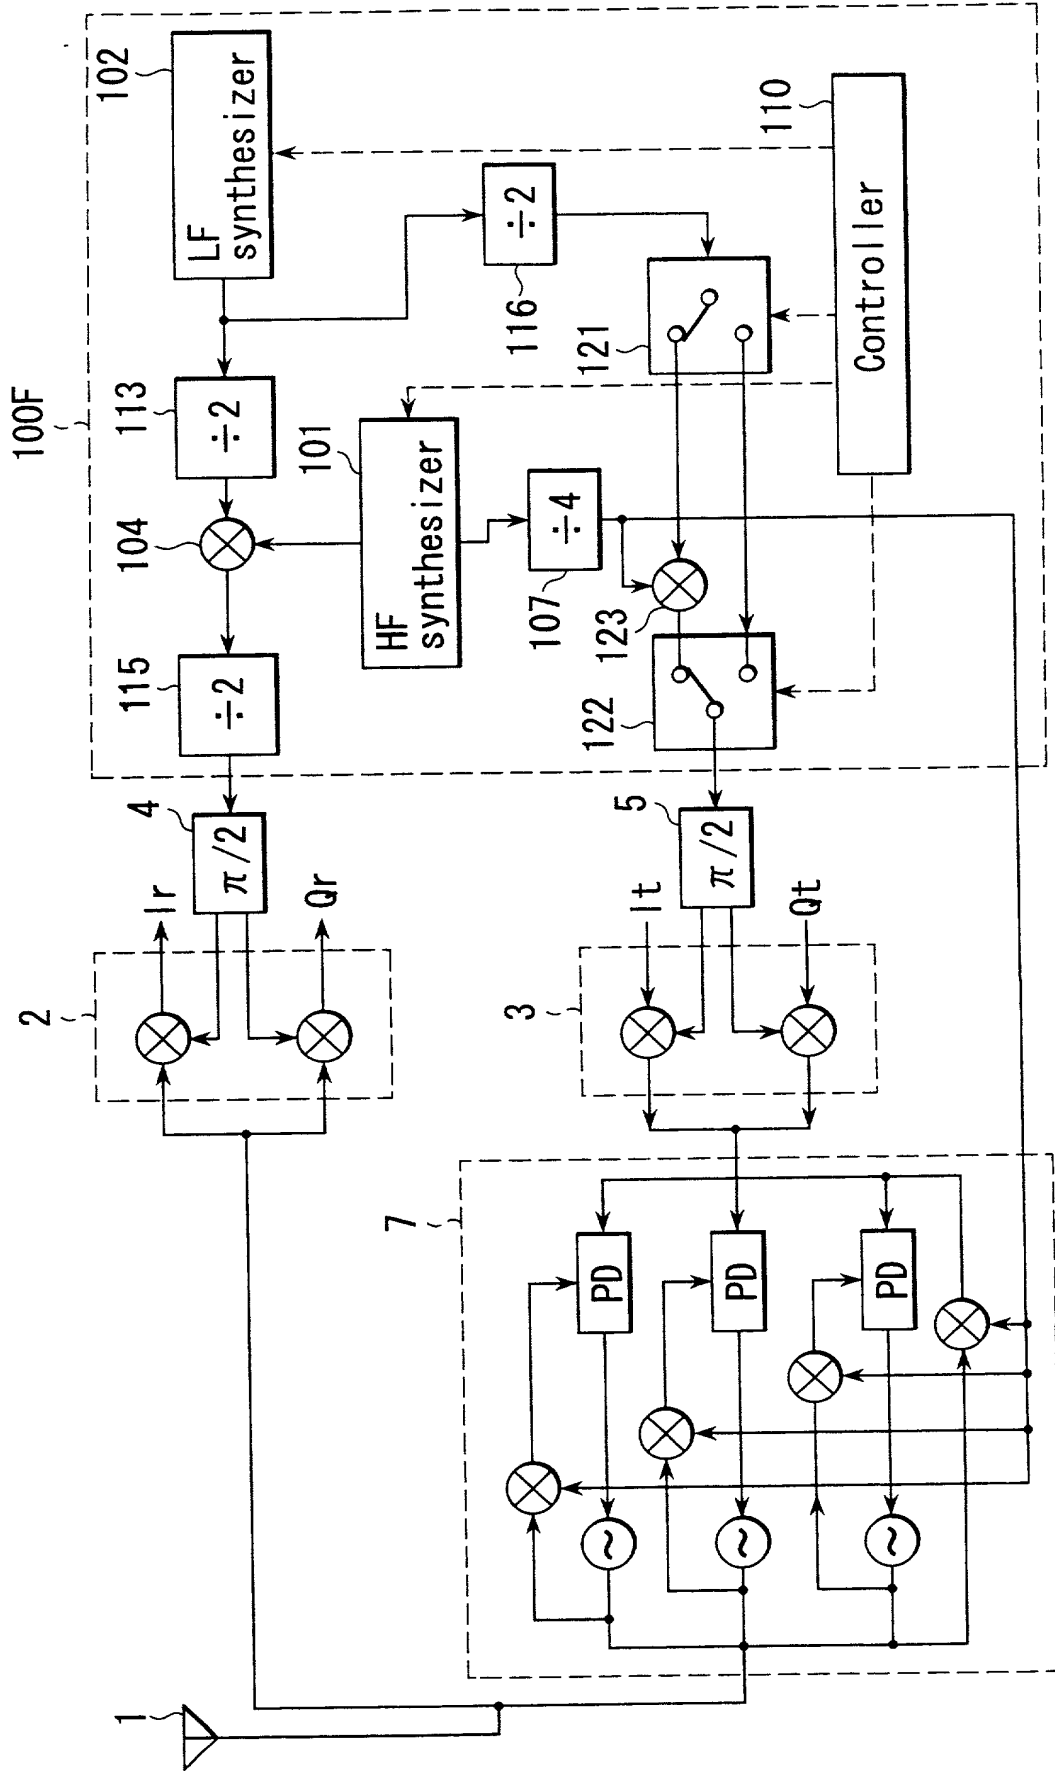 100F
102
LF
synthesizer
113
÷2
104
115
÷2
4
π/2
Ir
Qr
2
101
HF
synthesizer
÷2
116
÷4
107
121
123
122
110
Controller
5
π/2
It
Qt
3
7
PD
PD
PD
~
~
~
1